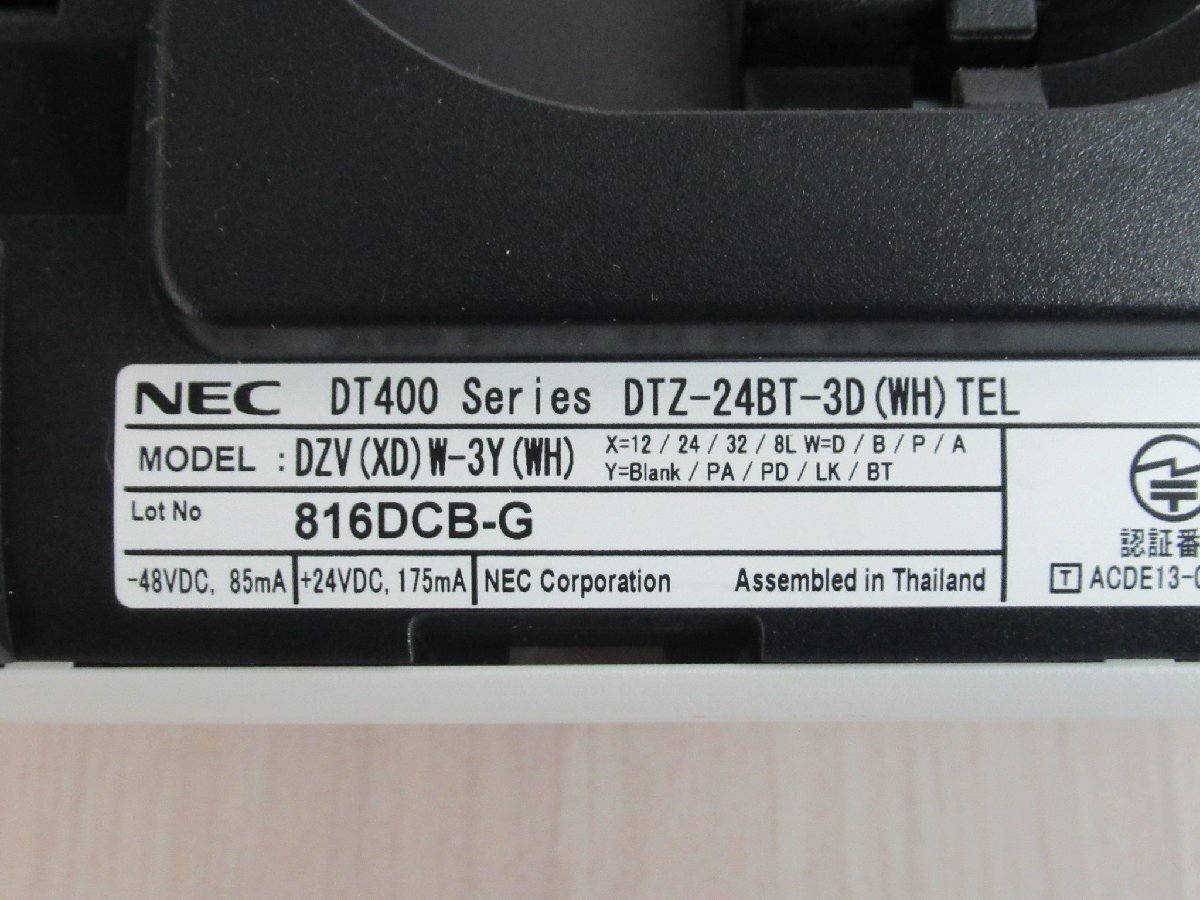 NEC DT400 Series DTZ-24BT-3D(WH)TEL
MODEL : DZV(XD)W-3Y(WH) X=12 / 24 / 32 / 8L W=D / B / P / A
Y=Blank / PA / PD / LK / BT
Lot No 816DCB-G
認証番
T ACDE13-0
-48VDC, 85mA +24VDC, 175mA NEC Corporation Assembled in Thailand